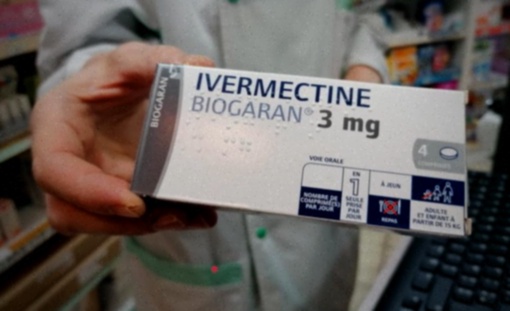 BIOGARAN
IVERMECTINE
BIOGARAN® 3 mg
4
COMPRIMÉS
VOIE ORALE
NOMBRE DE
COMPRIMÉ(S)
PAR JOUR
EN
1
SEULE
PRISE
PAR
JOUR
À JEUN
REPAS
ADULTE
ET ENFANT À
PARTIR DE 15 KG